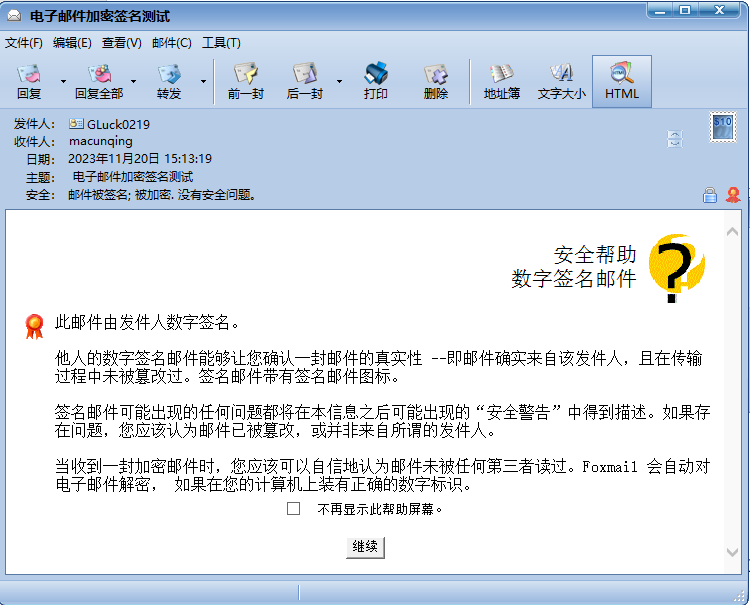 电子邮件加密签名测试
文件(F) 编辑(E) 查看(V) 邮件(C) 工具(T)
回复 回复全部 转发 前一封 后一封 打印 删除 地址簿 文字大小 HTML
发件人: GLuck0219
$10
收件人: macunqing
日期: 2023年11月20日 15:13:19
主题: 电子邮件加密签名测试
安全: 邮件被签名; 被加密. 没有安全问题。
安全帮助
数字签名邮件
此邮件由发件人数字签名。
他人的数字签名邮件能够让您确认一封邮件的真实性 --即邮件确实来自该发件人，且在传输
过程中未被篡改过。签名邮件带有签名邮件图标。
签名邮件可能出现的任何问题都将在本信息之后可能出现的“安全警告”中得到描述。如果存
在问题，您应该认为邮件已被篡改，或并非来自所谓的发件人。
当收到一封加密邮件时，您应该可以自信地认为邮件未被任何第三者读过。Foxmail 会自动对
电子邮件解密， 如果在您的计算机上装有正确的数字标识。
不再显示此帮助屏幕。
继续